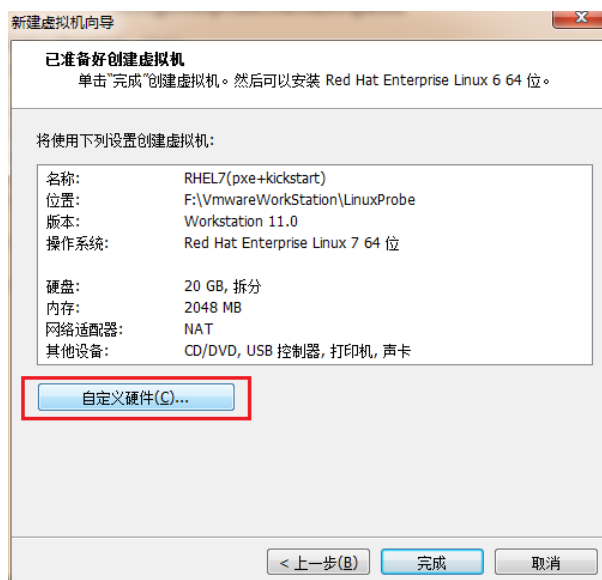 新建虚拟机向导
已准备好创建虚拟机
单击"完成"创建虚拟机。然后可以安装 Red Hat Enterprise Linux 6 64 位。
将使用下列设置创建虚拟机:
名称: RHEL7(pxe+kickstart)
位置: F:\VmwareWorkStation\LinuxProbe
版本: Workstation 11.0
操作系统: Red Hat Enterprise Linux 7 64 位
硬盘: 20 GB, 拆分
内存: 2048 MB
网络适配器: NAT
其他设备: CD/DVD, USB 控制器, 打印机, 声卡
自定义硬件(C)...
< 上一步(B) 完成 取消